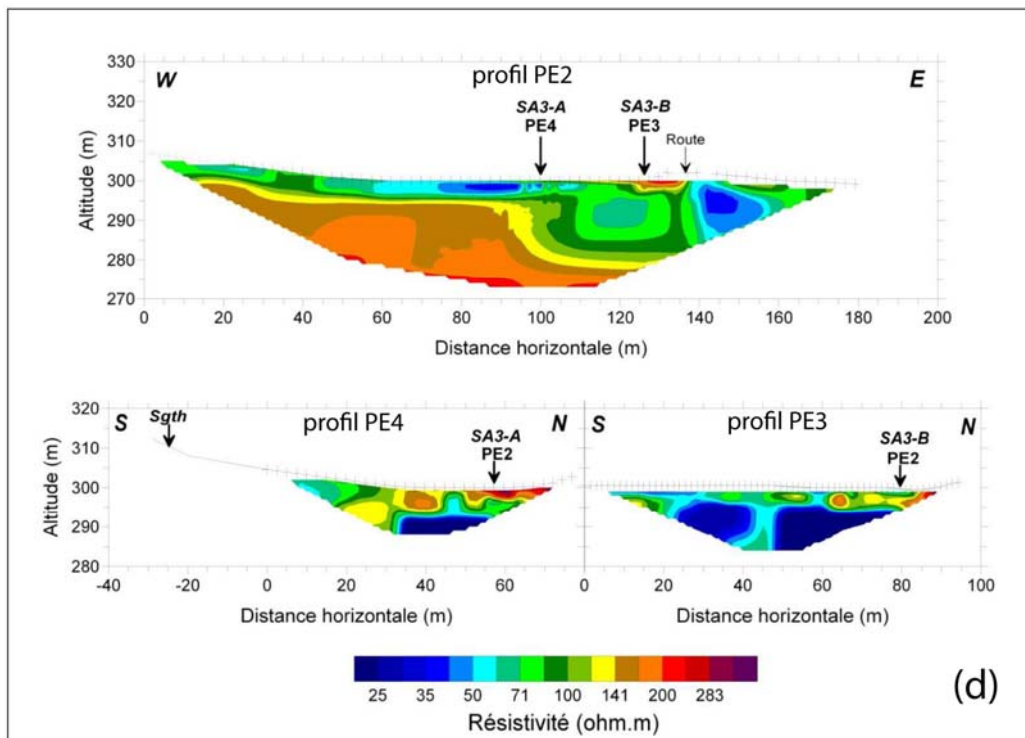 profil PE2
W
E
SA3-A
PE4
SA3-B
PE3
Route
Altitude (m)
330
320
310
300
290
280
270
0 20 40 60 80 100 120 140 160 180 200
Distance horizontale (m)
profil PE4
S
Sgth
N
SA3-A
PE2
Altitude (m)
320
310
300
290
280
-40 -20 0 20 40 60
Distance horizontale (m)
profil PE3
S
N
SA3-B
PE2
0 20 40 60 80 100
Distance horizontale (m)
25 35 50 71 100 141 200 283
Résistivité (ohm.m)
(d)